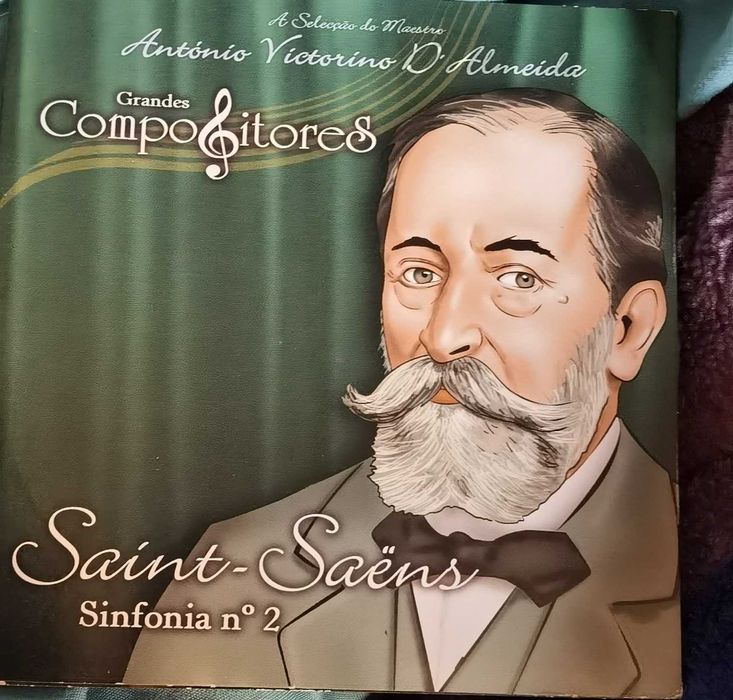 A Selecção do Maestro
António Victorino D'Almeida
Grandes
Compositores
Saint-Saëns
Sinfonia nº 2